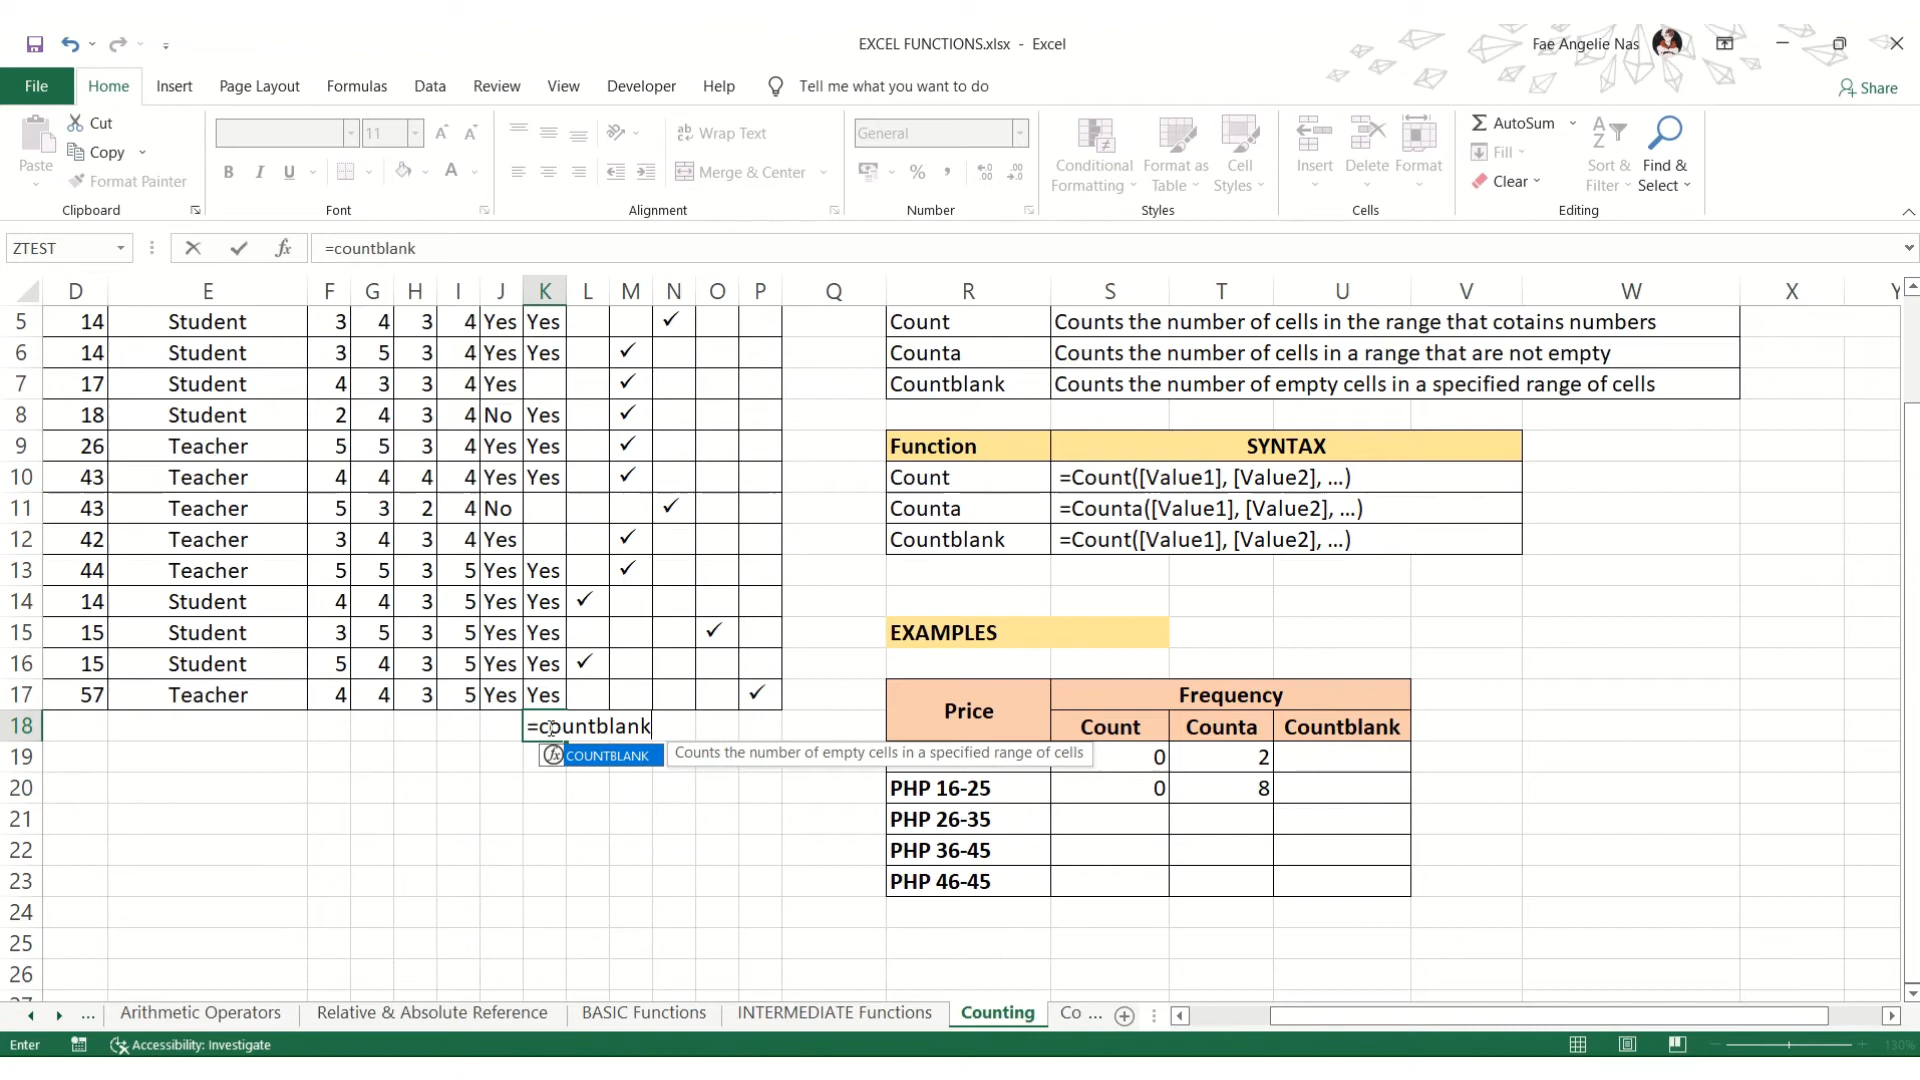 EXCEL FUNCTIONS.xlsx - Excel
Fae Angelie Nas
File Home Insert Page Layout Formulas Data Review View Developer Help Tell me what you want to do
Share
Paste
Cut
Copy
Format Painter
Clipboard
11
B I U
Font
Wrap Text
Merge & Center
Alignment
General
Number
Conditional Formatting
Format as Table
Cell Styles
Styles
Insert
Delete
Format
Cells
AutoSum
Fill
Clear
Sort & Filter
Find & Select
Editing
ZTEST
fx
=countblank
D E F G H I J K L M N O P Q R S T U V W X Y
5 14 Student 3 4 3 4 Yes Yes ✓ Count Counts the number of cells in the range that cotains numbers
6 14 Student 3 5 3 4 Yes Yes ✓ Counta Counts the number of cells in a range that are not empty
7 17 Student 4 3 3 4 Yes ✓ Countblank Counts the number of empty cells in a specified range of cells
8 18 Student 2 4 3 4 No Yes ✓
9 26 Teacher 5 5 3 4 Yes Yes ✓ Function SYNTAX
10 43 Teacher 4 4 4 4 Yes Yes ✓ Count =Count([Value1], [Value2], ...)
11 43 Teacher 5 3 2 4 No ✓ Counta =Counta([Value1], [Value2], ...)
12 42 Teacher 3 4 3 4 Yes ✓ Countblank =Count([Value1], [Value2], ...)
13 44 Teacher 5 5 3 5 Yes Yes ✓
14 14 Student 4 4 3 5 Yes Yes ✓
15 15 Student 3 5 3 5 Yes Yes ✓ EXAMPLES
16 15 Student 5 4 3 5 Yes Yes ✓
17 57 Teacher 4 4 3 5 Yes Yes ✓ Price Frequency
18 =countblank Count Counta Countblank
19 COUNTBLANK Counts the number of empty cells in a specified range of cells 0 2
20 PHP 16-25 0 8
21 PHP 26-35
22 PHP 36-45
23 PHP 46-45
24
25
26
... Arithmetic Operators Relative & Absolute Reference BASIC Functions INTERMEDIATE Functions Counting Co ...
Enter Accessibility: Investigate 130%